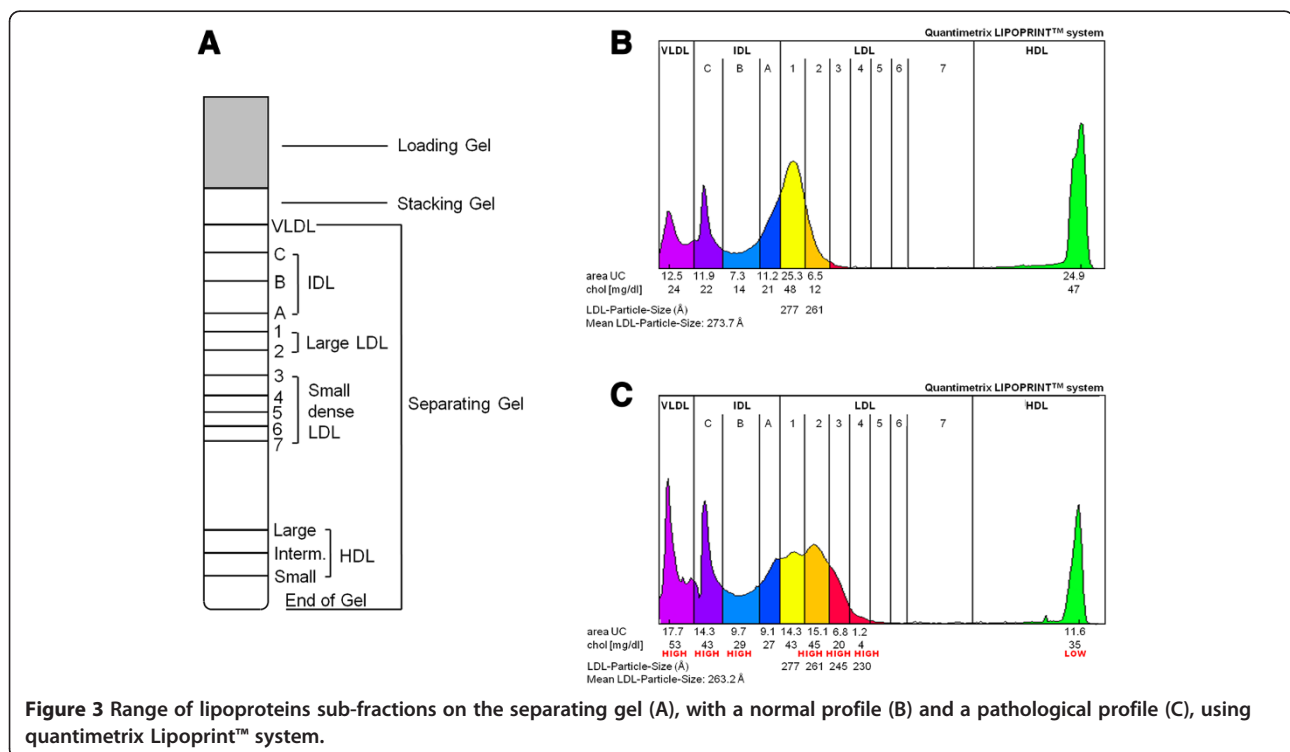 A
Loading Gel
Stacking Gel
VLDL
C
B
A
IDL
1
2
Large LDL
3
4
5
6
7
Small
dense
LDL
Separating Gel
Large
Interm.
Small
HDL
End of Gel
B
Quantimetrix LIPOPRINT™ system
VLDL IDL LDL HDL
C B A 1 2 3 4 5 6 7
area UC 12.5 11.9 7.3 11.2 25.3 6.5 24.9
chol [mg/dl] 24 22 14 21 48 12 47
LDL-Particle-Size (Å) 277 261
Mean LDL-Particle-Size: 273.7 Å
C
Quantimetrix LIPOPRINT™ system
VLDL IDL LDL HDL
C B A 1 2 3 4 5 6 7
area UC 17.7 14.3 9.7 9.1 14.3 15.1 6.8 1.2 11.6
chol [mg/dl] 53 43 29 27 43 45 20 4 35
HIGH HIGH HIGH HIGH HIGH HIGH LOW
LDL-Particle-Size (Å) 277 261 245 230
Mean LDL-Particle-Size: 263.2 Å
Figure 3 Range of lipoproteins sub-fractions on the separating gel (A), with a normal profile (B) and a pathological profile (C), using
quantimetrix Lipoprint™ system.